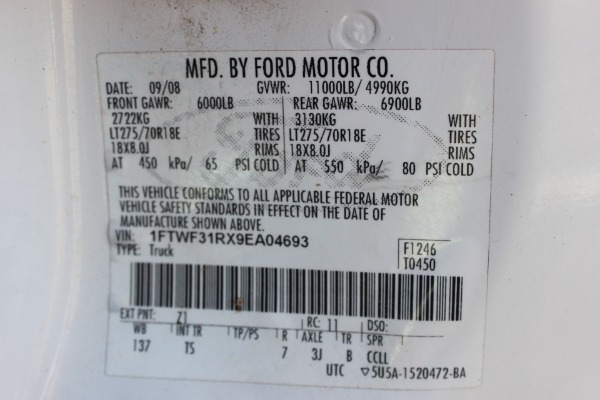 MFD. BY FORD MOTOR CO.
DATE: 09/08 GVWR: 11000LB/ 4990KG
FRONT GAWR: 6000LB REAR GAWR: 6900LB
2722KG WITH 3130KG WITH
LT275/70R18E TIRES LT275/70R18E TIRES
18X8.0J RIMS 18X8.0J RIMS
AT 450 kPa/ 65 PSI COLD AT 550 kPa/ 80 PSI COLD
THIS VEHICLE CONFORMS TO ALL APPLICABLE FEDERAL MOTOR
VEHICLE SAFETY STANDARDS IN EFFECT ON THE DATE OF
MANUFACTURE SHOWN ABOVE.
VIN: 1FTWF31RX9EA04693 F1246
TYPE: Truck T0450
EXT PNT: Z1 RC: 11 DSO:
WB INT TR TP/PS R AXLE TR SPR
137 TS 7 3J B CCLL
UTC ▽5U5A-1520472-BA